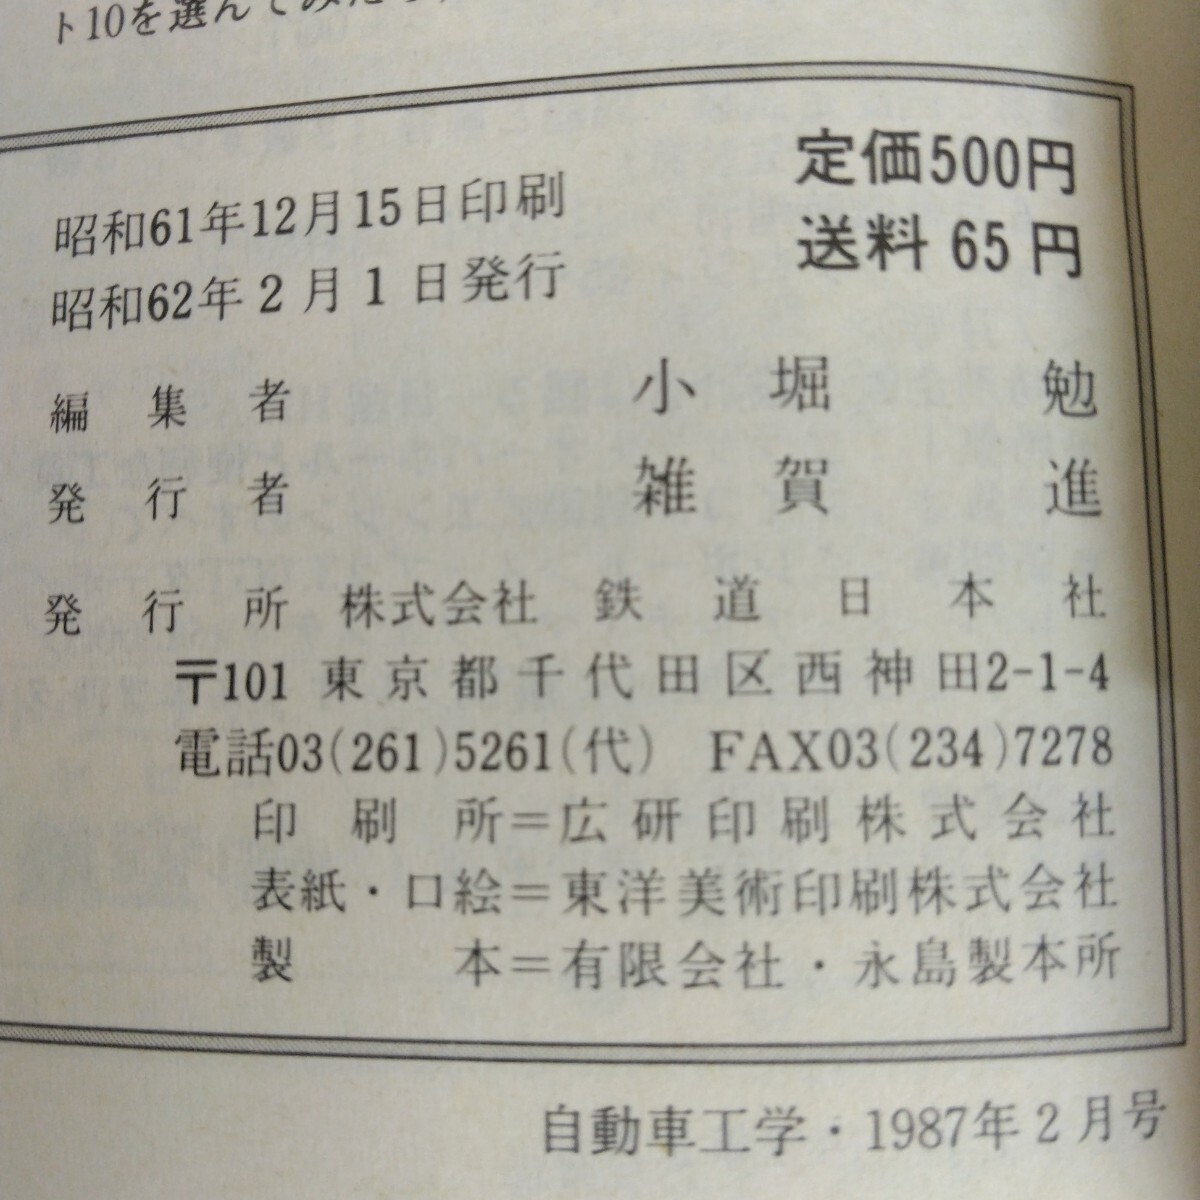 ト10を選んでみた
定価500円
送料 65円
昭和61年12月15日印刷
昭和62年2月1日発行
編集者 小堀 勉
発行者 雑賀 進
発行所 株式会社 鉄道日本社
〒101 東京都千代田区西神田2-1-4
電話03(261)5261(代) FAX03(234)7278
印刷所=広研印刷株式会社
表紙・口絵=東洋美術印刷株式会社
製本=有限会社・永島製本所
自動車工学・1987年2月号